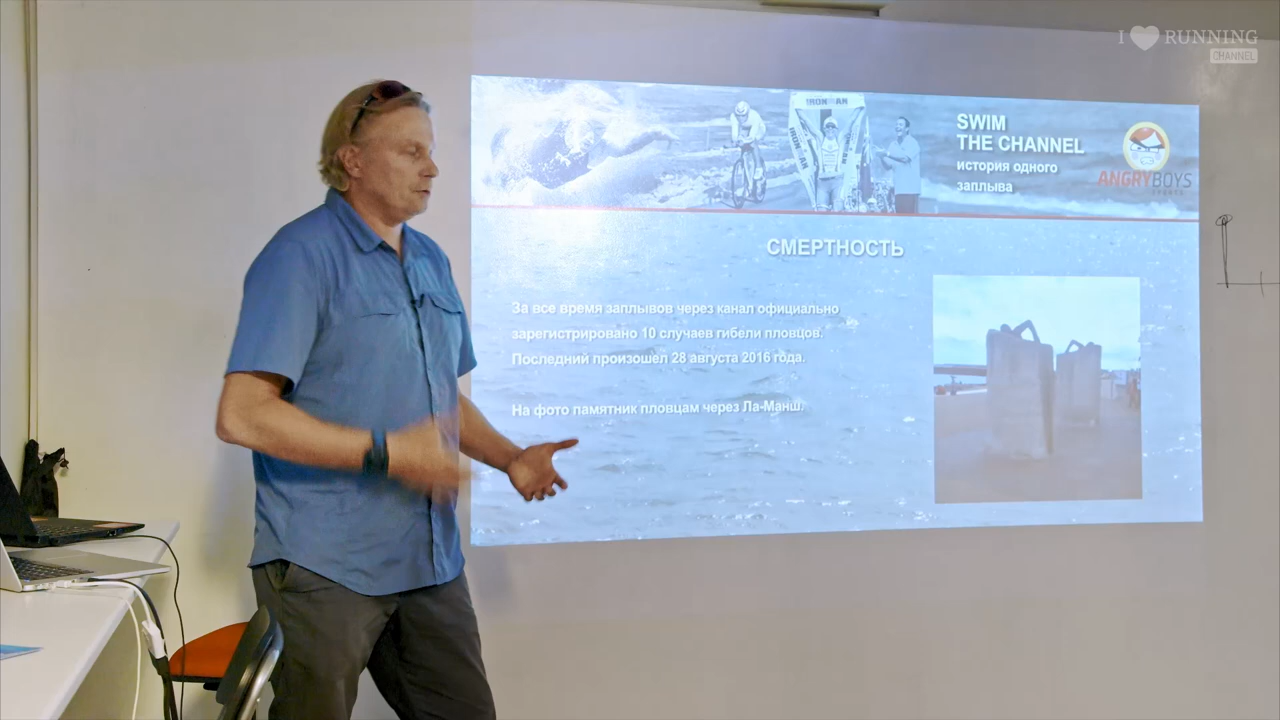 I RUNNING
CHANNEL
IRONMAN
SWIM
THE CHANNEL
история одного
заплыва
ANGRYBOYS
СМЕРТНОСТЬ
За все время заплывов через канал официально
зарегистрировано 10 случаев гибели пловцов.
Последний произошел 28 августа 2016 года.
На фото памятник пловцам через Ла-Манш.